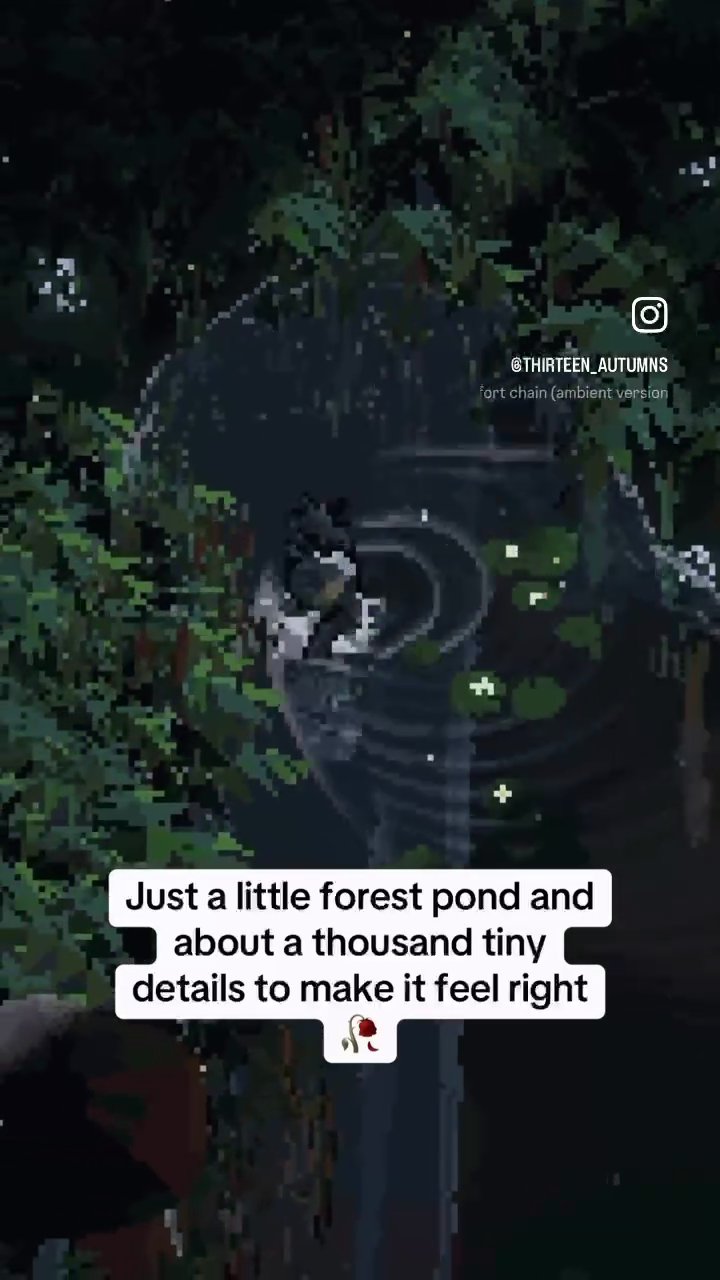 @THIRTEEN_AUTUMNS
fort chain (ambient version
Just a little forest pond and
about a thousand tiny
details to make it feel right
🥀